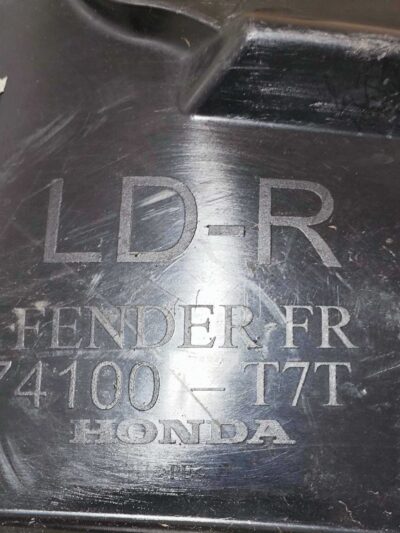 LD-R
FENDER,FR
74100-T7T
HONDA